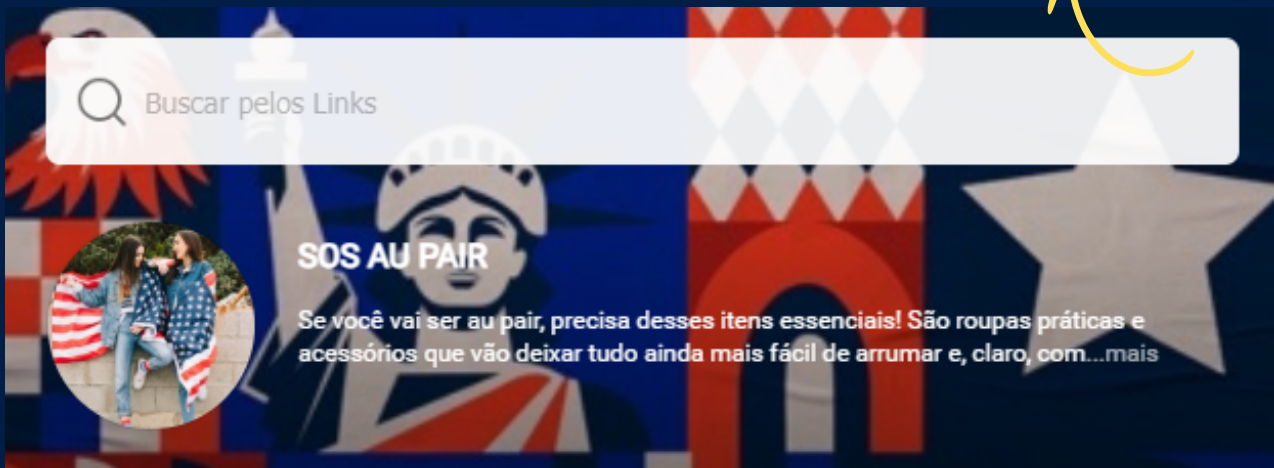 Buscar pelos Links
SOS AU PAIR
Se você vai ser au pair, precisa desses itens essenciais! São roupas práticas e
acessórios que vão deixar tudo ainda mais fácil de arrumar e, claro, com...mais